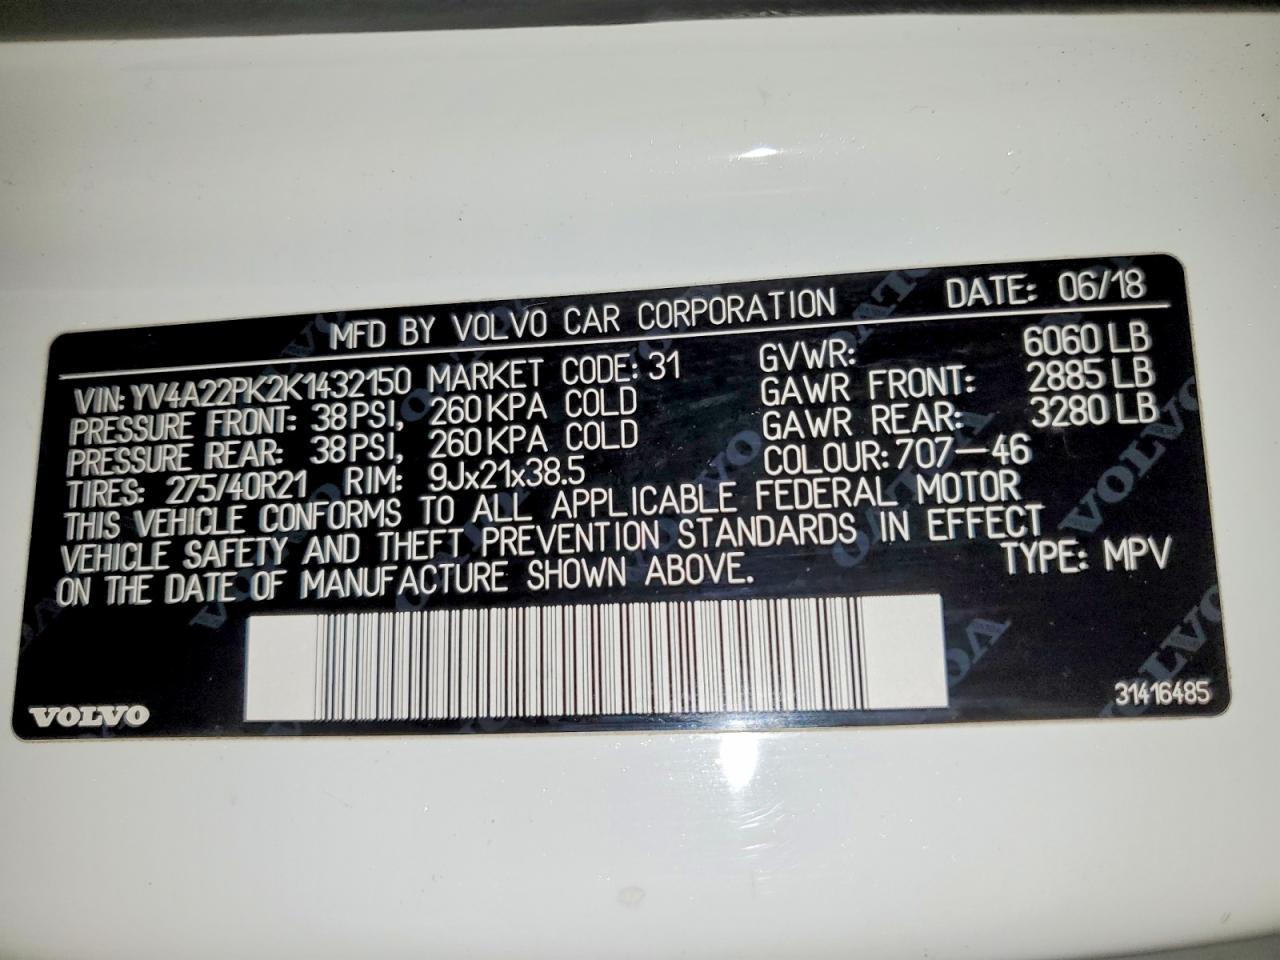 MFD BY VOLVO CAR CORPORATION DATE: 06/18
VIN: YV4A22PK2K1432150 MARKET CODE: 31 GVWR: 6060 LB
PRESSURE FRONT: 38 PSI, 260 KPA COLD GAWR FRONT: 2885 LB
PRESSURE REAR: 38 PSI, 260 KPA COLD GAWR REAR: 3280 LB
TIRES: 275/40R21 RIM: 9Jx21x38.5 COLOUR: 707-46
THIS VEHICLE CONFORMS TO ALL APPLICABLE FEDERAL MOTOR
VEHICLE SAFETY AND THEFT PREVENTION STANDARDS IN EFFECT
ON THE DATE OF MANUFACTURE SHOWN ABOVE. TYPE: MPV
VOLVO 31416485